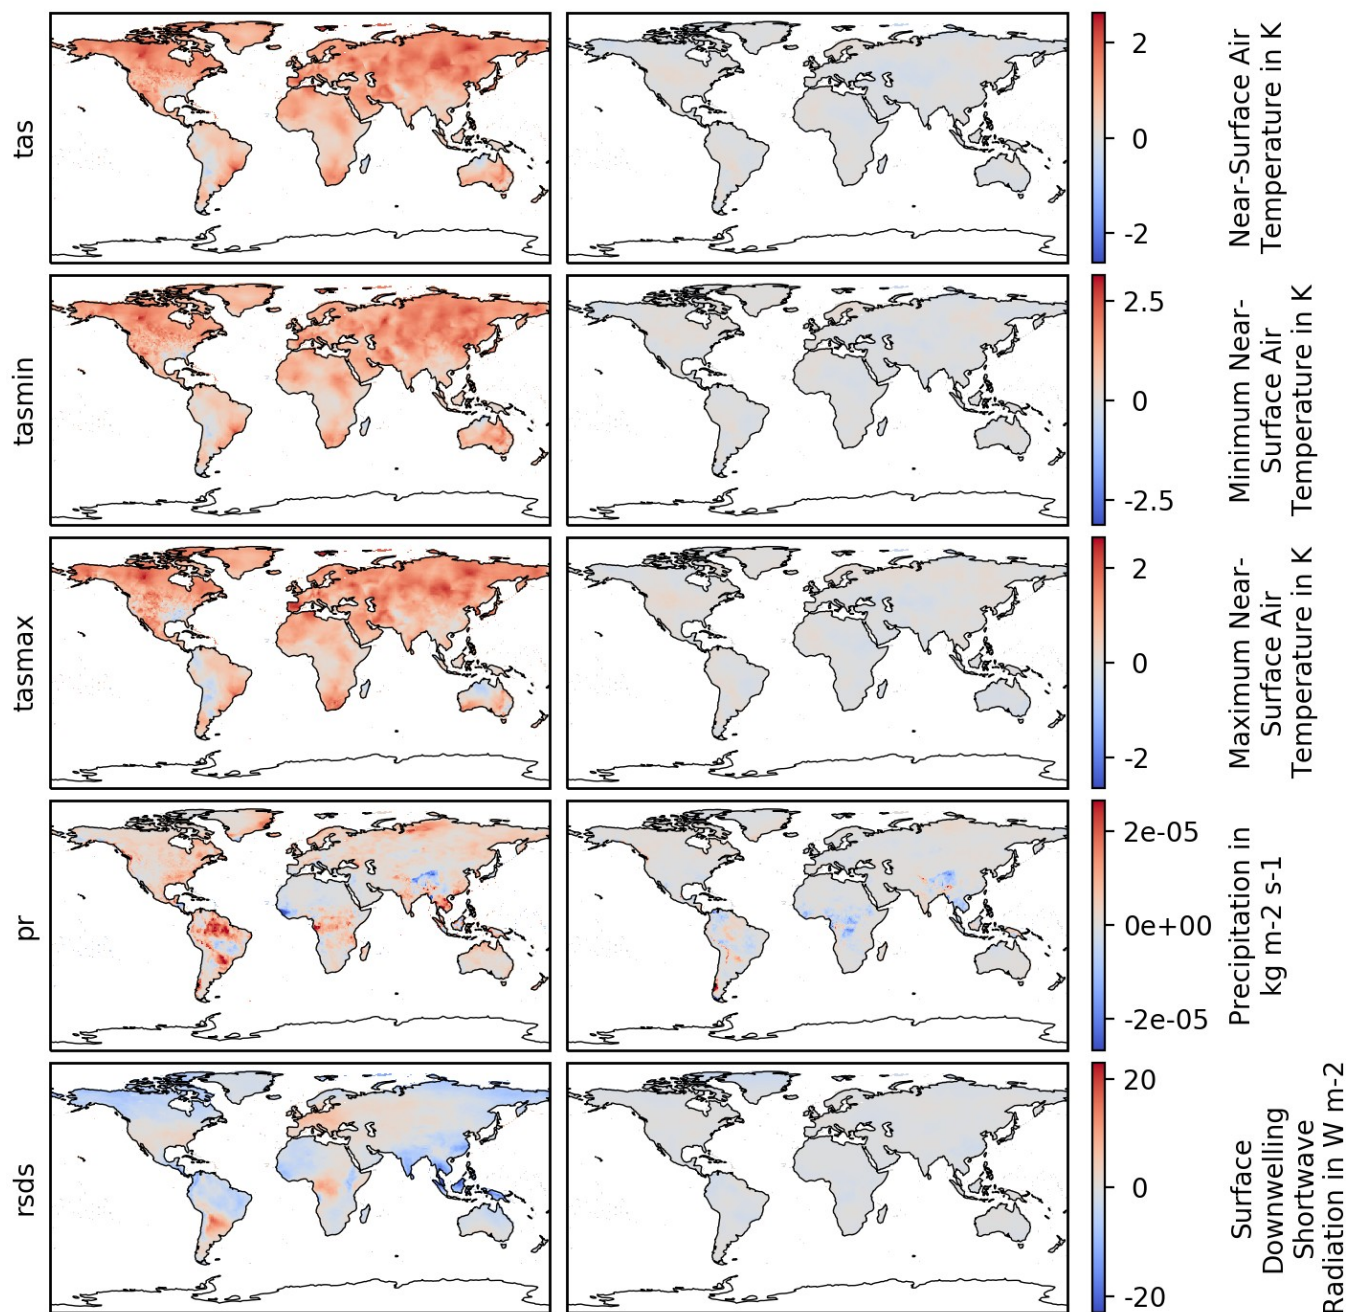 tas
2
0
-2
Near-Surface Air
Temperature in K
tasmin
2.5
0
-2.5
Minimum Near-
Surface Air
Temperature in K
tasmax
2
0
-2
Maximum Near-
Surface Air
Temperature in K
pr
2e-05
0e+00
-2e-05
Precipitation in
kg m-2 s-1
rsds
20
0
-20
Surface
Downwelling
Shortwave
Radiation in W m-2